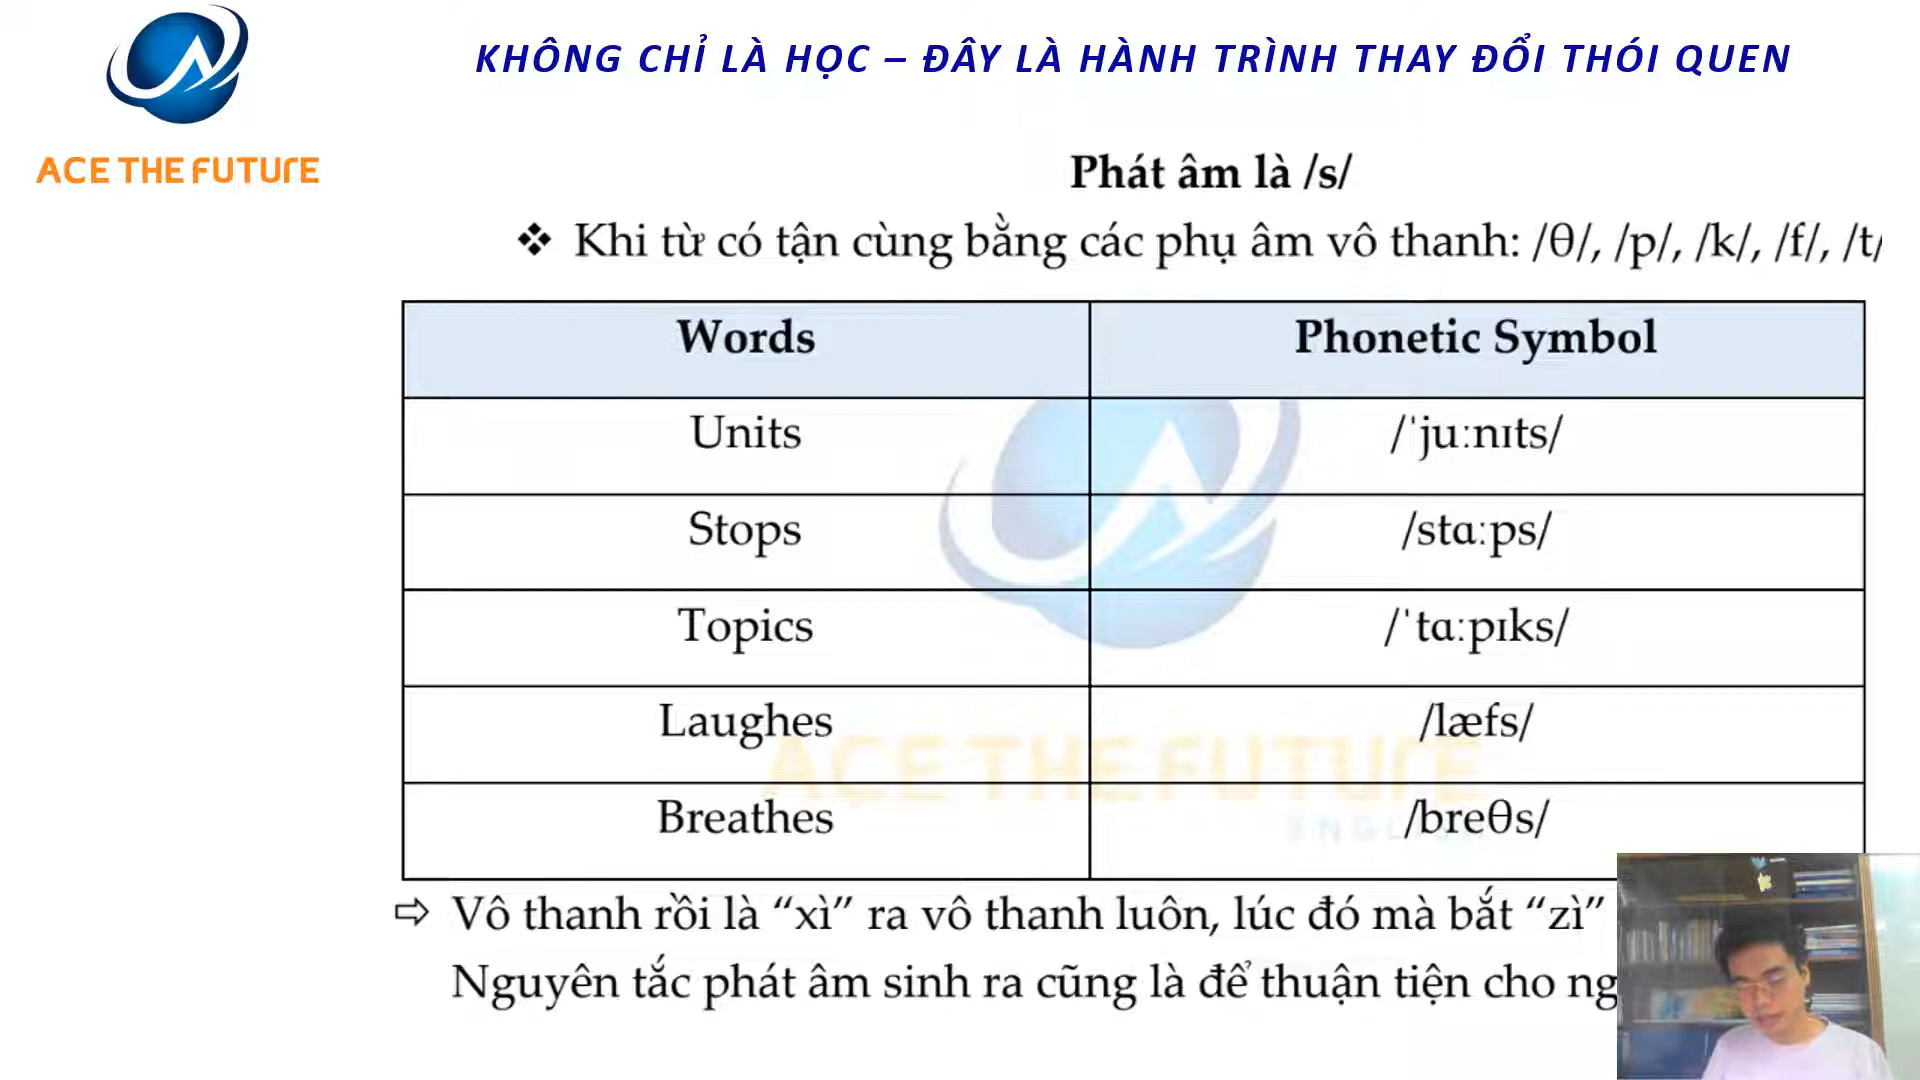 KHÔNG CHỈ LÀ HỌC – ĐÂY LÀ HÀNH TRÌNH THAY ĐỔI THÓI QUEN
ACE THE FUTURE
Phát âm là /s/
❖ Khi từ có tận cùng bằng các phụ âm vô thanh: /θ/, /p/, /k/, /f/, /t/
Words Phonetic Symbol
Units /ˈjuːnɪts/
Stops /stɑːps/
Topics /ˈtɑːpɪks/
Laughes /læfs/
Breathes /breθs/
ACE THE FUTURE
⇨ Vô thanh rồi là “xì” ra vô thanh luôn, lúc đó mà bắt “zì”
Nguyên tắc phát âm sinh ra cũng là để thuận tiện cho ng